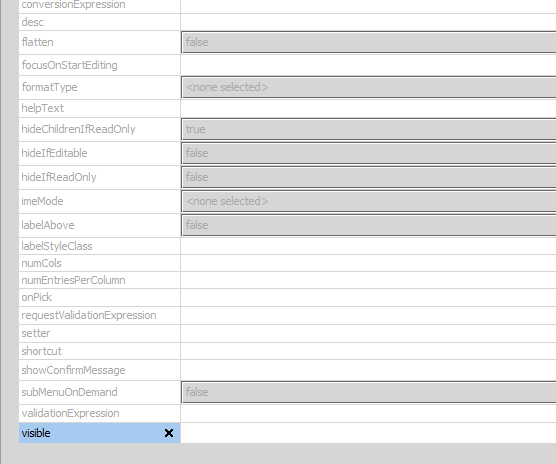 conversionExpression
desc
flatten false
focusOnStartEditing
formatType <none selected>
helpText
hideChildrenIfReadOnly true
hideIfEditable false
hideIfReadOnly false
imeMode <none selected>
labelAbove false
labelStyleClass
numCols
numEntriesPerColumn
onPick
requestValidationExpression
setter
shortcut
showConfirmMessage
subMenuOnDemand false
validationExpression
visible